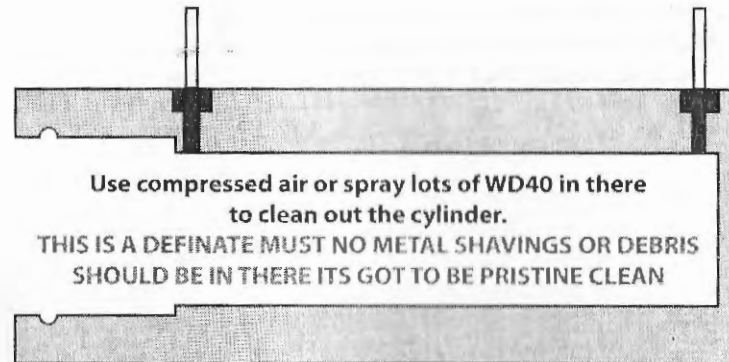 Use compressed air or spray lots of WD40 in there
to clean out the cylinder.
THIS IS A DEFINATE MUST NO METAL SHAVINGS OR DEBRIS
SHOULD BE IN THERE ITS GOT TO BE PRISTINE CLEAN